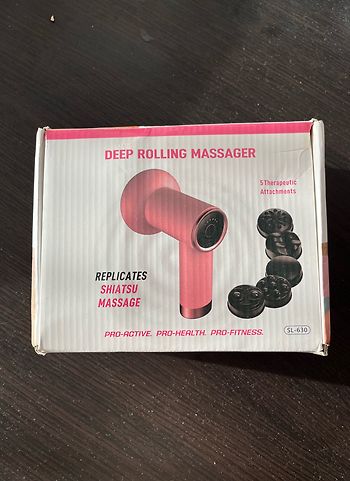 DEEP ROLLING MASSAGER
5 Therapeutic
Attachments
REPLICATES
SHIATSU
MASSAGE
PRO-ACTIVE. PRO-HEALTH. PRO-FITNESS.
SL-630